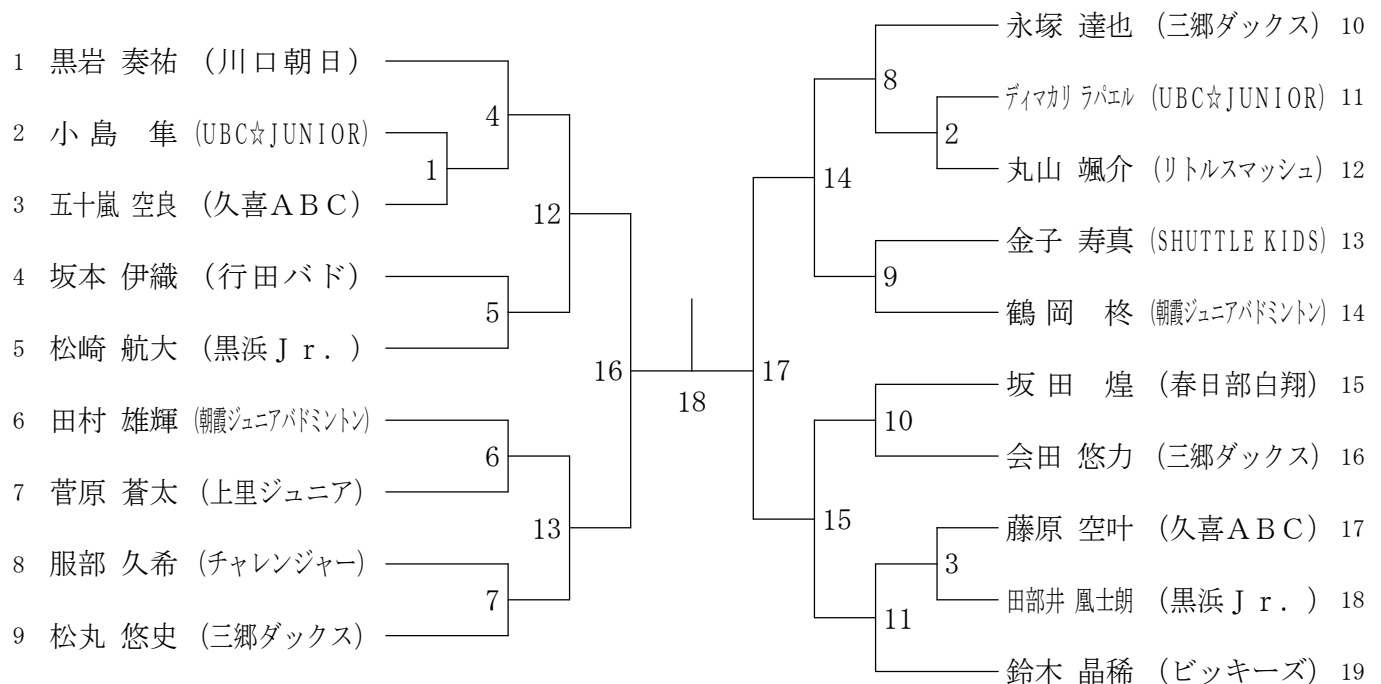 1 黒岩 奏祐 （川口朝日）
2 小島 隼 (UBC☆JUNIOR)
3 五十嵐 空良 （久喜ＡＢＣ）
4 坂本 伊織 （行田バド）
5 松崎 航大 （黒浜Ｊｒ．）
6 田村 雄輝 (朝霞ジュニアバドミントン)
7 菅原 蒼太 （上里ジュニア）
8 服部 久希 (チャレンジャー)
9 松丸 悠史 （三郷ダックス）
4
1
12
5
16
6
13
7
18
永塚 達也 （三郷ダックス） 10
ディマカリ ラパエル (UBC☆JUNIOR) 11
丸山 颯介 (リトルスマッシュ) 12
金子 寿真 (SHUTTLE KIDS) 13
鶴岡 柊 (朝霞ジュニアバドミントン) 14
坂田 煌 （春日部白翔） 15
会田 悠力 （三郷ダックス） 16
藤原 空叶 （久喜ＡＢＣ） 17
田部井 凰士朗 （黒浜Ｊｒ．） 18
鈴木 晶稀 （ビッキーズ） 19
8
2
14
9
17
10
15
3
11